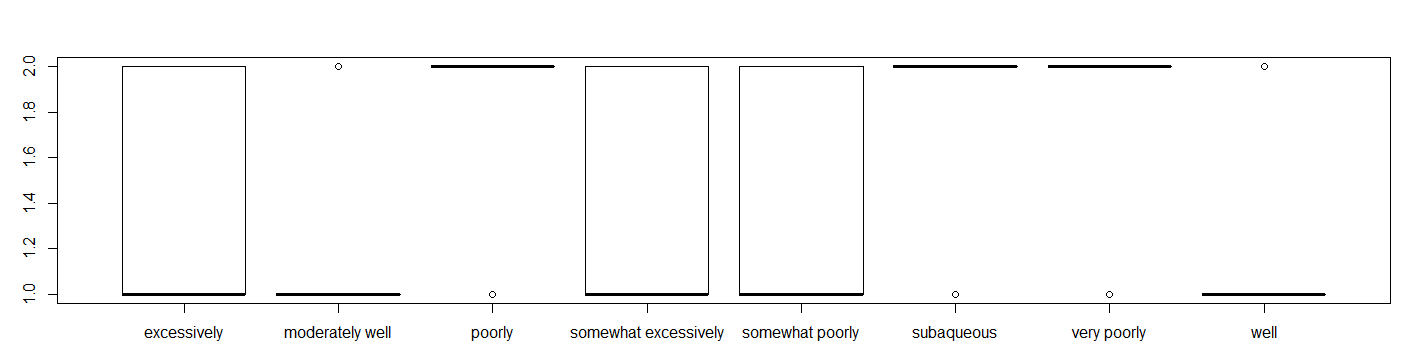 2.0
1.8
1.6
1.4
1.2
1.0
excessively
moderately well
poorly
somewhat excessively
somewhat poorly
subaqueous
very poorly
well